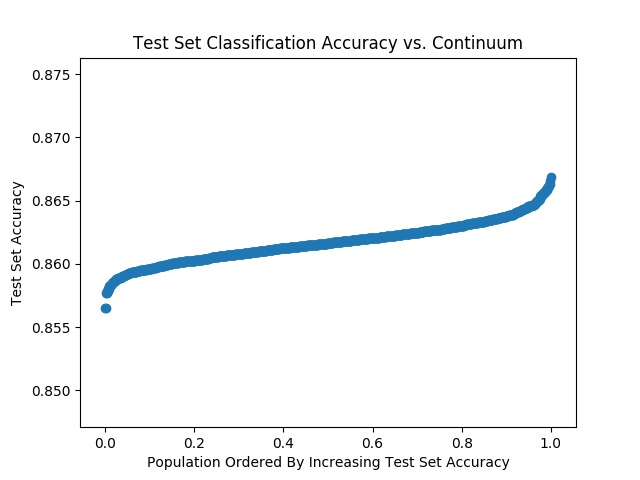 Test Set Classification Accuracy vs. Continuum
0.875
0.870
0.865
0.860
0.855
0.850
Test Set Accuracy
0.0 0.2 0.4 0.6 0.8 1.0
Population Ordered By Increasing Test Set Accuracy